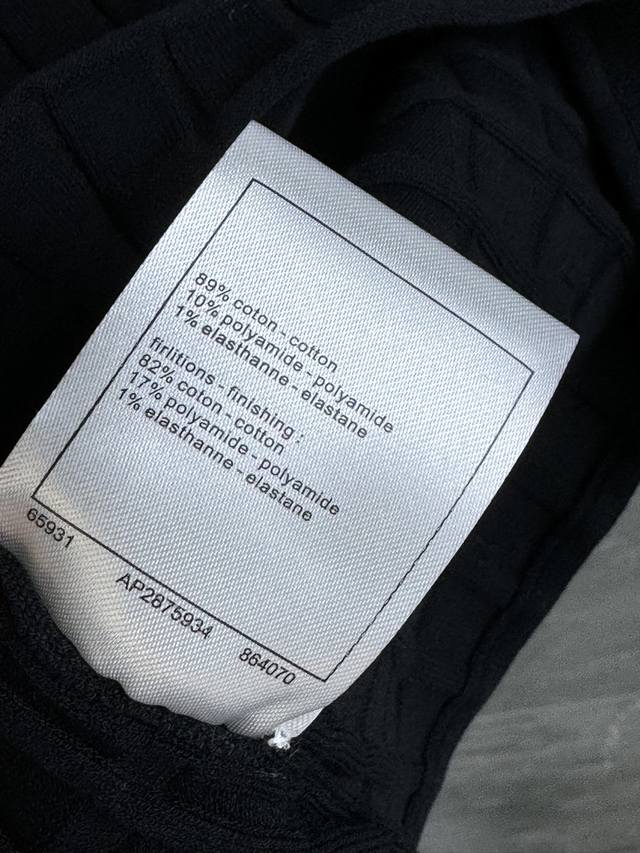 89% coton - cotton
10% polyamide - polyamide
1% elasthanne - elastane
firlitions - finishing :
82% coton - cotton
17% polyamide - polyamide
1% elasthanne - elastane
65931 AP2875934 864070